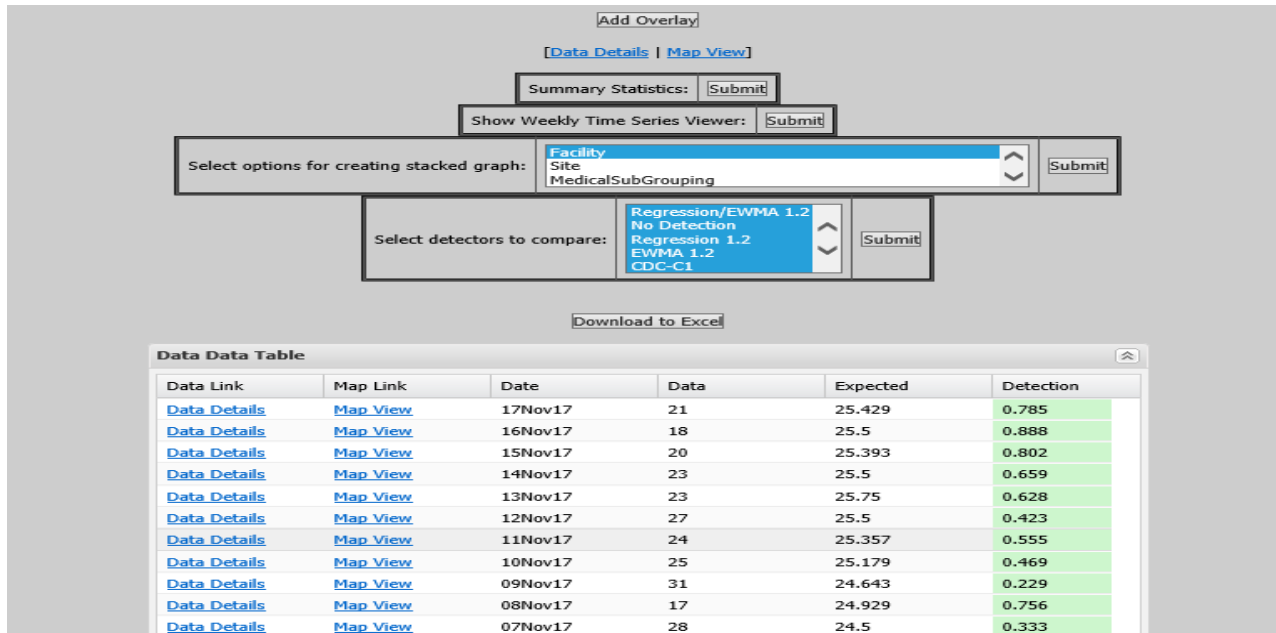 Add Overlay
[Data Details | Map View]
Summary Statistics: Submit
Show Weekly Time Series Viewer: Submit
Select options for creating stacked graph: Facility Submit
Site
MedicalSubGrouping
Select detectors to compare: Regression/EWMA 1.2 Submit
No Detection
Regression 1.2
EWMA 1.2
CDC-C1
Download to Excel
Data Data Table
Data Link Map Link Date Data Expected Detection
Data Details Map View 17Nov17 21 25.429 0.785
Data Details Map View 16Nov17 18 25.5 0.888
Data Details Map View 15Nov17 20 25.393 0.802
Data Details Map View 14Nov17 23 25.5 0.659
Data Details Map View 13Nov17 23 25.75 0.628
Data Details Map View 12Nov17 27 25.5 0.423
Data Details Map View 11Nov17 24 25.357 0.555
Data Details Map View 10Nov17 25 25.179 0.469
Data Details Map View 09Nov17 31 24.643 0.229
Data Details Map View 08Nov17 17 24.929 0.756
Data Details Map View 07Nov17 28 24.5 0.333